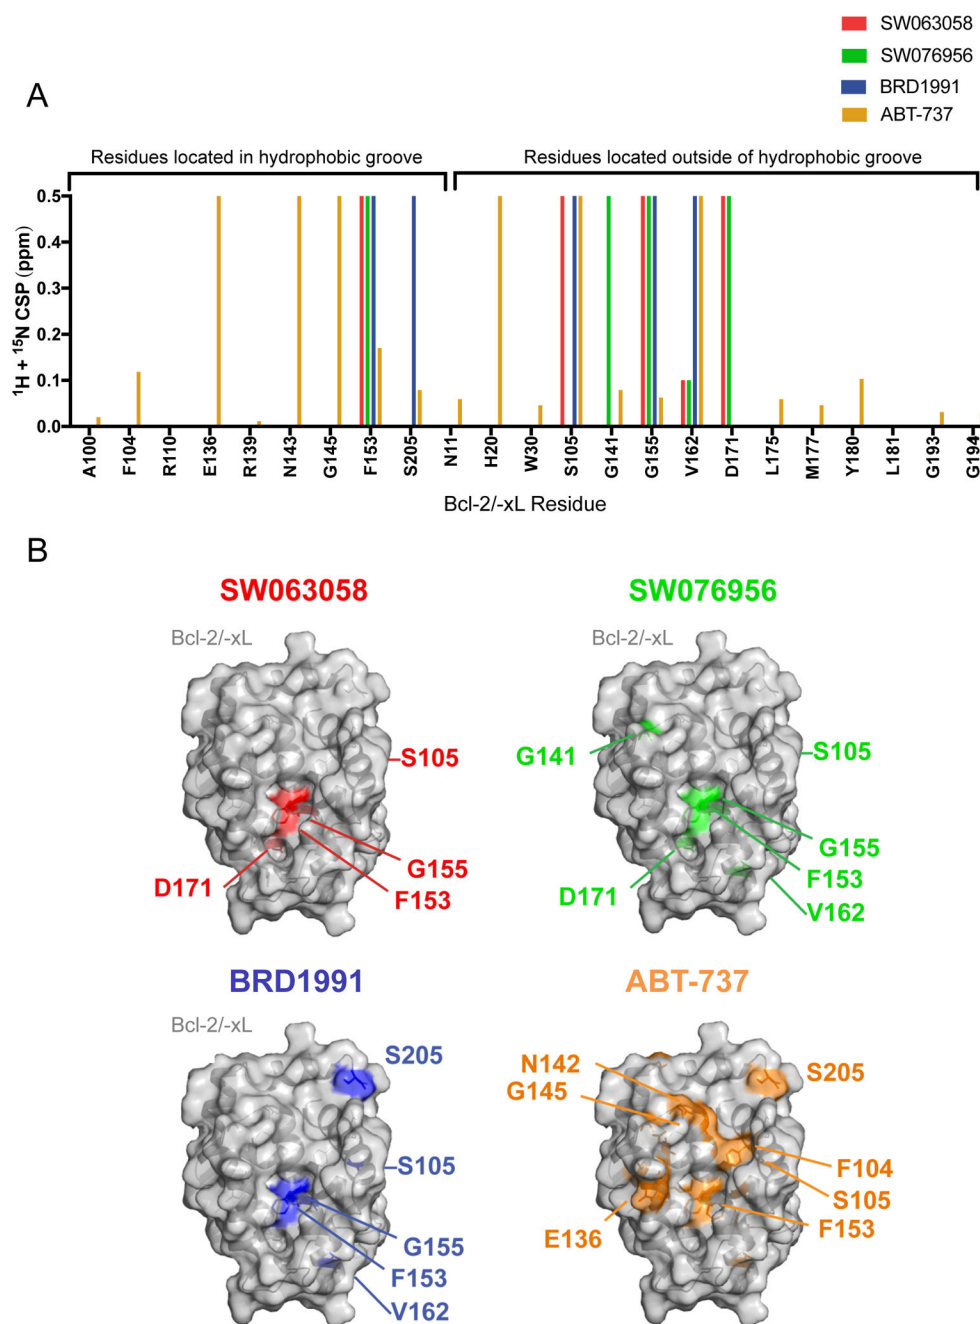 SW063058
SW076956
BRD1991
ABT-737
A
Residues located in hydrophobic groove
Residues located outside of hydrophobic groove
¹H + ¹⁵N CSP (ppm)
0.5
0.4
0.3
0.2
0.1
0.0
A100
F104
R110
E136
R139
N143
G145
F153
S205
N11
H20
W30
S105
G141
G155
V162
D171
L175
M177
Y180
L181
G193
G194
Bcl-2/-xL Residue
B
SW063058
Bcl-2/-xL
S105
G155
D171
F153
SW076956
Bcl-2/-xL
G141
S105
G155
F153
D171
V162
BRD1991
Bcl-2/-xL
S205
S105
G155
F153
V162
ABT-737
N142
S205
G145
F104
S105
F153
E136